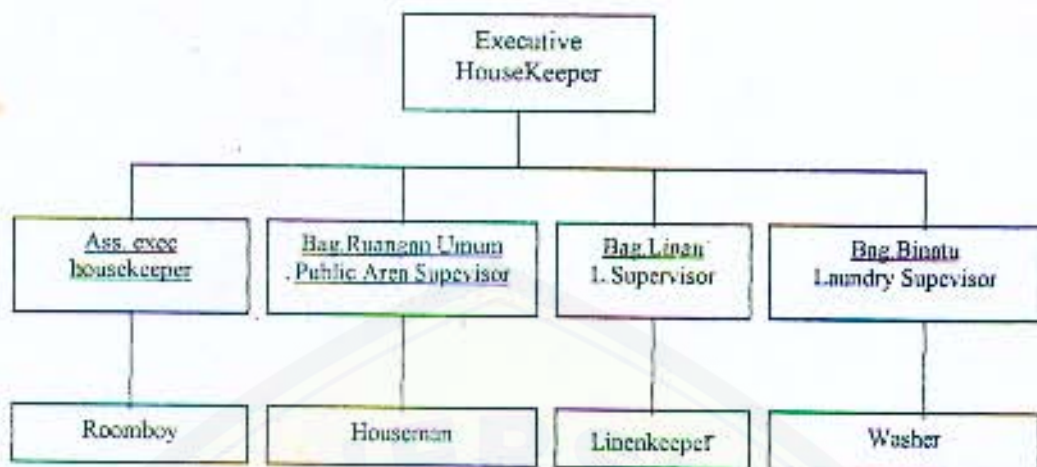 Executive
HouseKeeper
Ass. exec
housekeeper
Bag.Ruangan Umum
.Public Area Supevisor
Bag.Linan
L. Supervisor
Bag.Binatu
Laundry Supevisor
Roomboy
Houseman
Linenkeeper
Washer